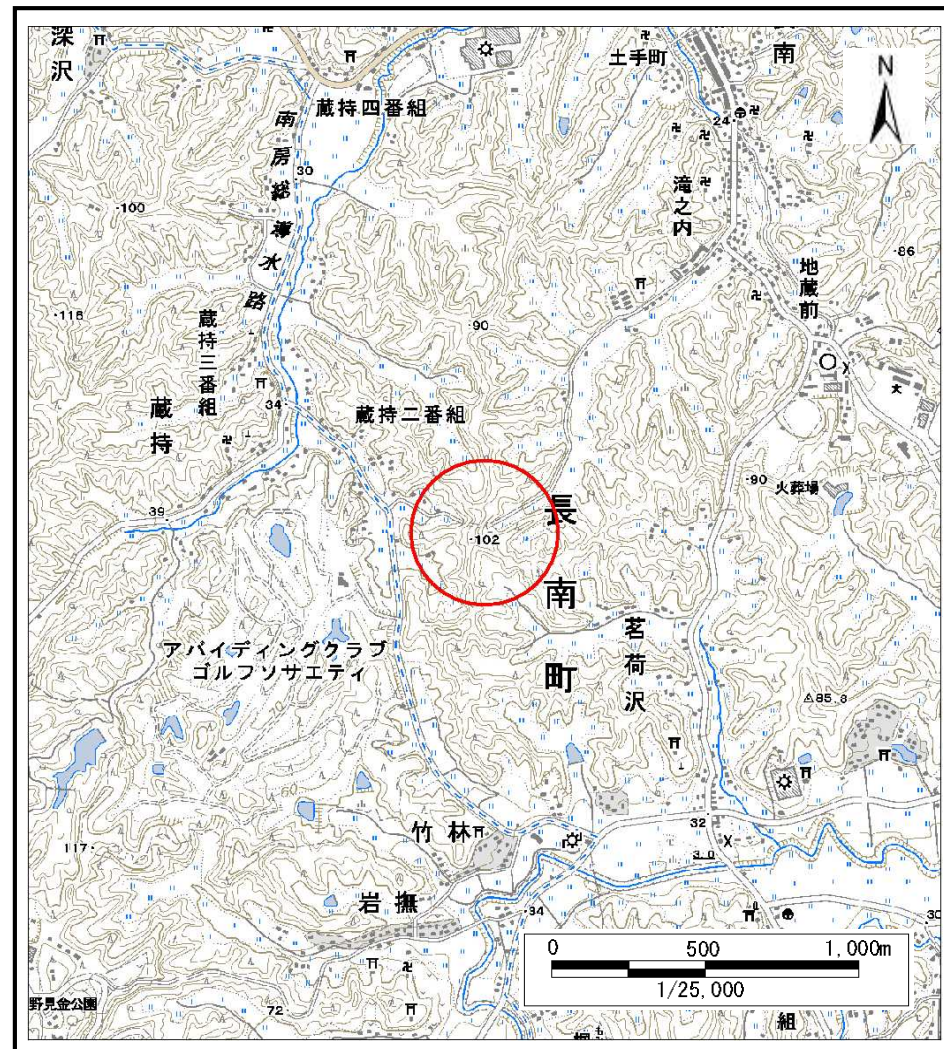 深沢
土手町
南
N
蔵持四番組
24
南房総導水路
30
滝之内
・100
・86
地蔵前
・116
・90
蔵持三番組
蔵持
34
蔵持二番組
・90
火葬場
39
長南町
・102
茗荷沢
アバイディングクラブ
ゴルフソサエティ
85.8
60
竹林
32
117・
3.0
岩撫
34
30
0 500 1,000m
1/25,000
72
野見金公園
組